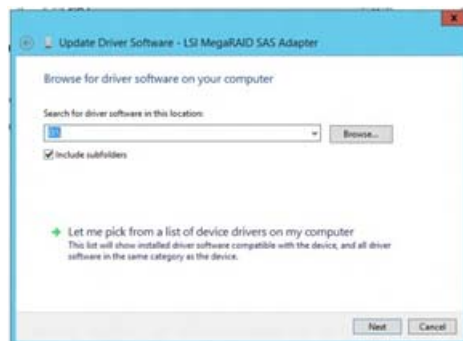 Update Driver Software - LSI MegaRAID SAS Adapter
Browse for driver software on your computer
Search for driver software in this location:
Browse...
Include subfolders
Let me pick from a list of device drivers on my computer
This list will show installed driver software compatible with the device, and all driver
software in the same category as the device.
Next Cancel